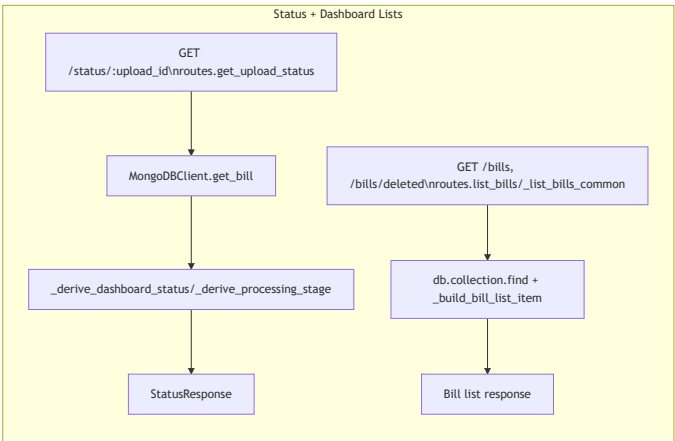 Status + Dashboard Lists
GET
/status/:upload_id\nroutes.get_upload_status
MongoDBClient.get_bill
_derive_dashboard_status/_derive_processing_stage
StatusResponse
GET /bills,
/bills/deleted\nroutes.list_bills/_list_bills_common
db.collection.find +
_build_bill_list_item
Bill list response